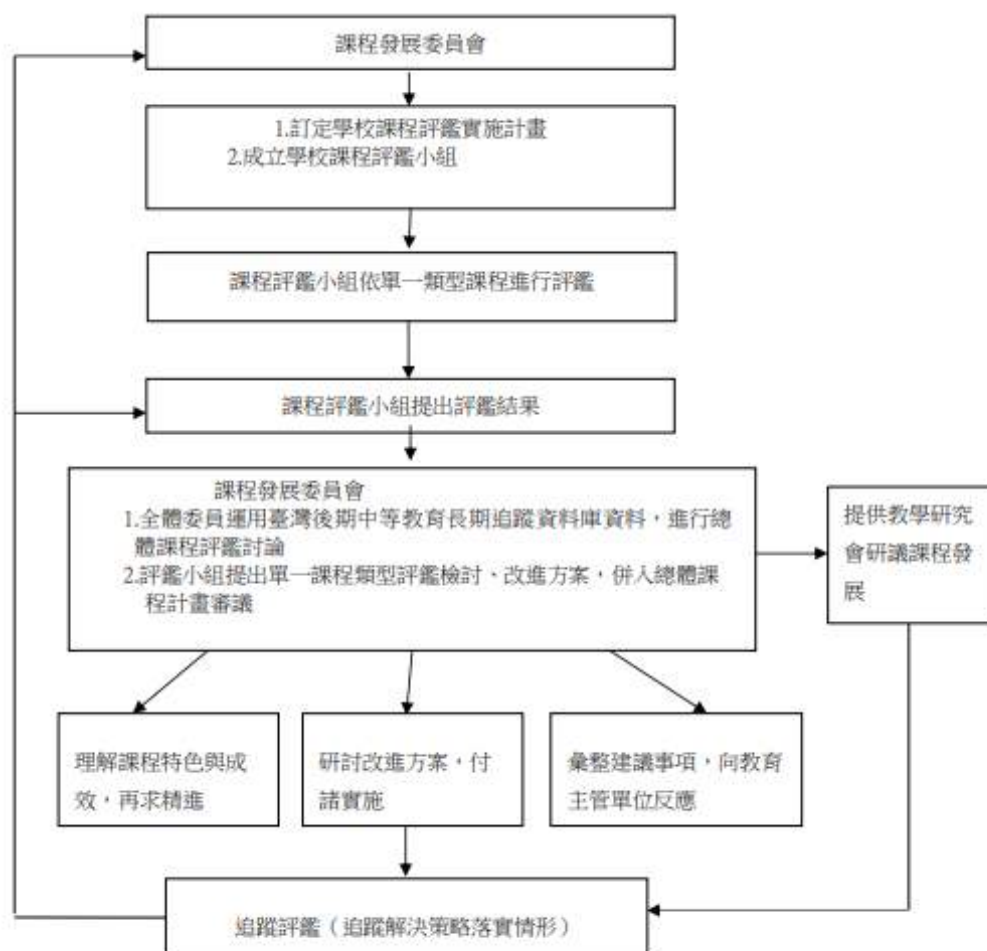 課程發展委員會
1.訂定學校課程評鑑實施計畫
2.成立學校課程評鑑小組
課程評鑑小組依單一類型課程進行評鑑
課程評鑑小組提出評鑑結果
課程發展委員會
1.全體委員運用臺灣後期中等教育長期追蹤資料庫資料，進行總
體課程評鑑討論
2.評鑑小組提出單一課程類型評鑑檢討、改進方案，併入總體課
程計畫審議
提供教學研究
會研議課程發
展
理解課程特色與成
效，再求精進
研討改進方案，付
諸實施
彙整建議事項，向教育
主管單位反應
追蹤評鑑（追蹤解決策略落實情形）